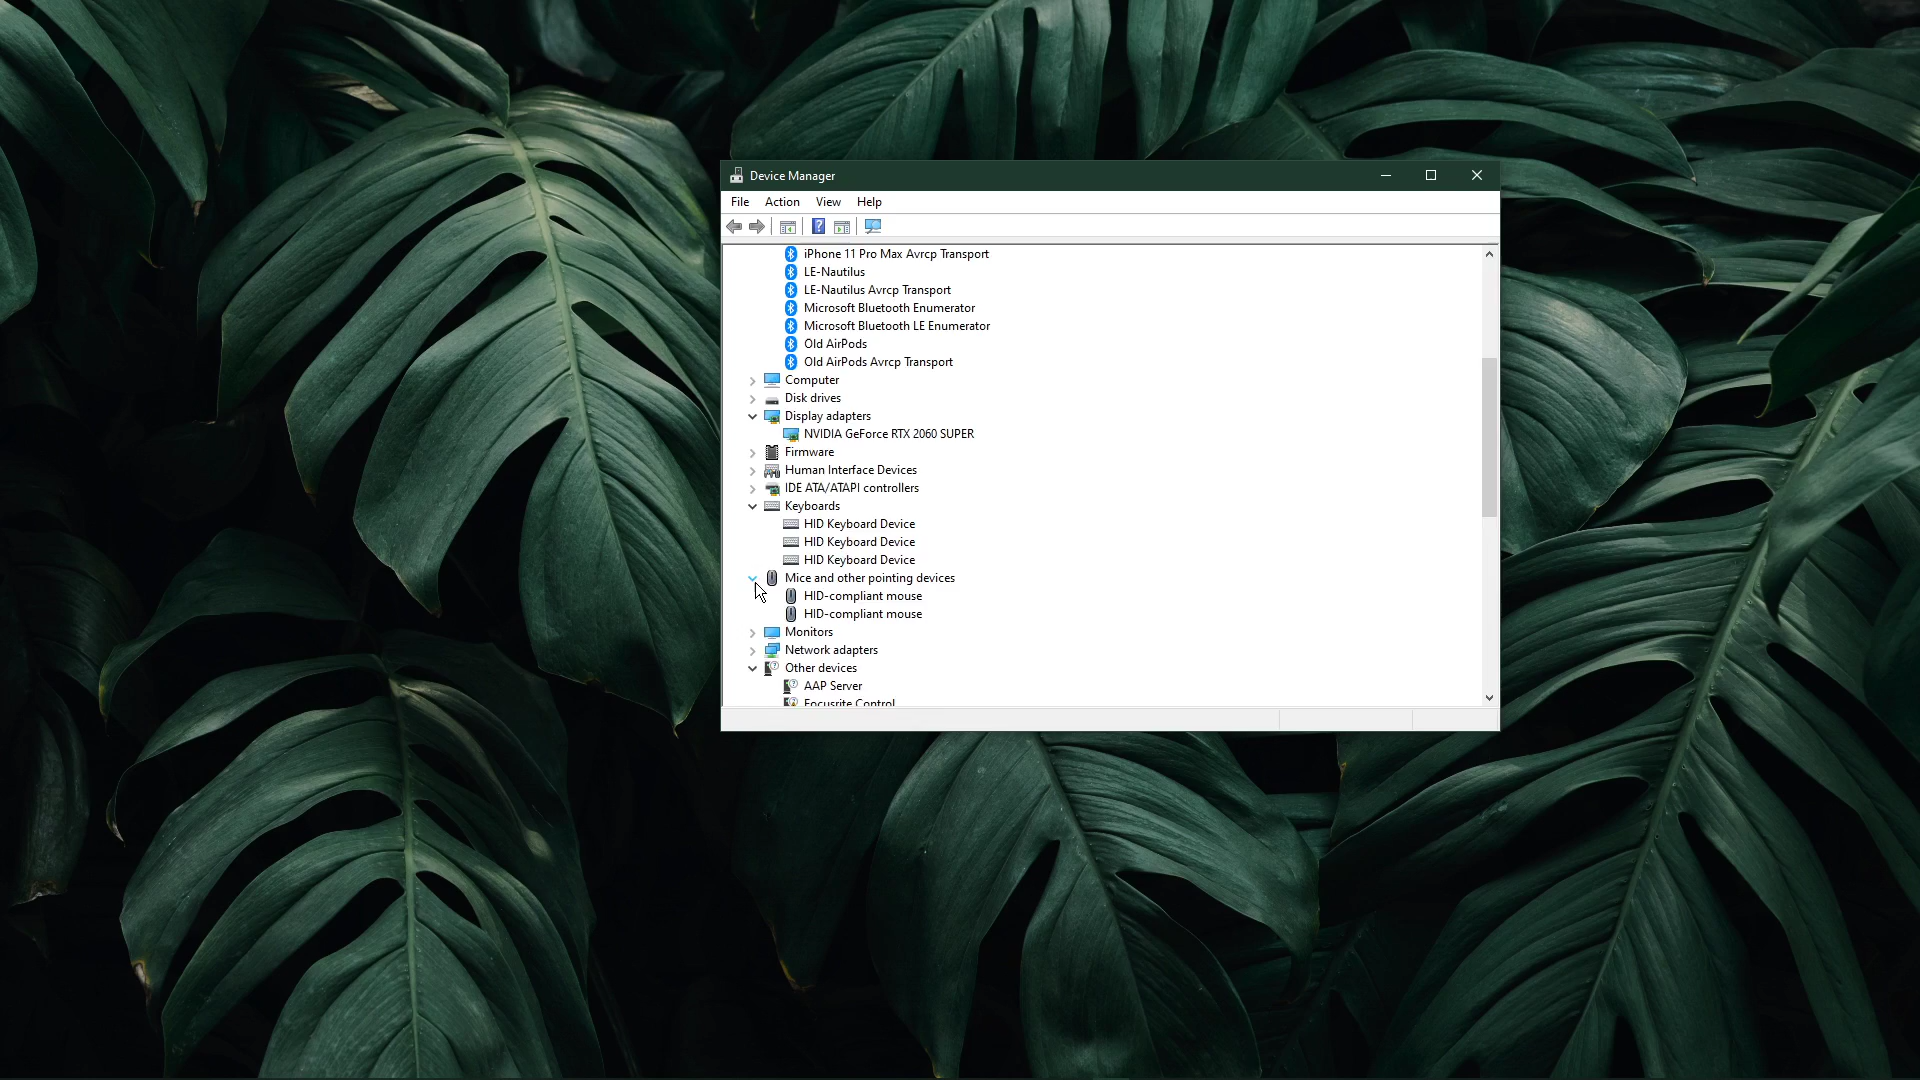 Device Manager
File Action View Help
iPhone 11 Pro Max Avrcp Transport
LE-Nautilus
LE-Nautilus Avrcp Transport
Microsoft Bluetooth Enumerator
Microsoft Bluetooth LE Enumerator
Old AirPods
Old AirPods Avrcp Transport
Computer
Disk drives
Display adapters
NVIDIA GeForce RTX 2060 SUPER
Firmware
Human Interface Devices
IDE ATA/ATAPI controllers
Keyboards
HID Keyboard Device
HID Keyboard Device
HID Keyboard Device
Mice and other pointing devices
HID-compliant mouse
HID-compliant mouse
Monitors
Network adapters
Other devices
AAP Server
Focusrite Control